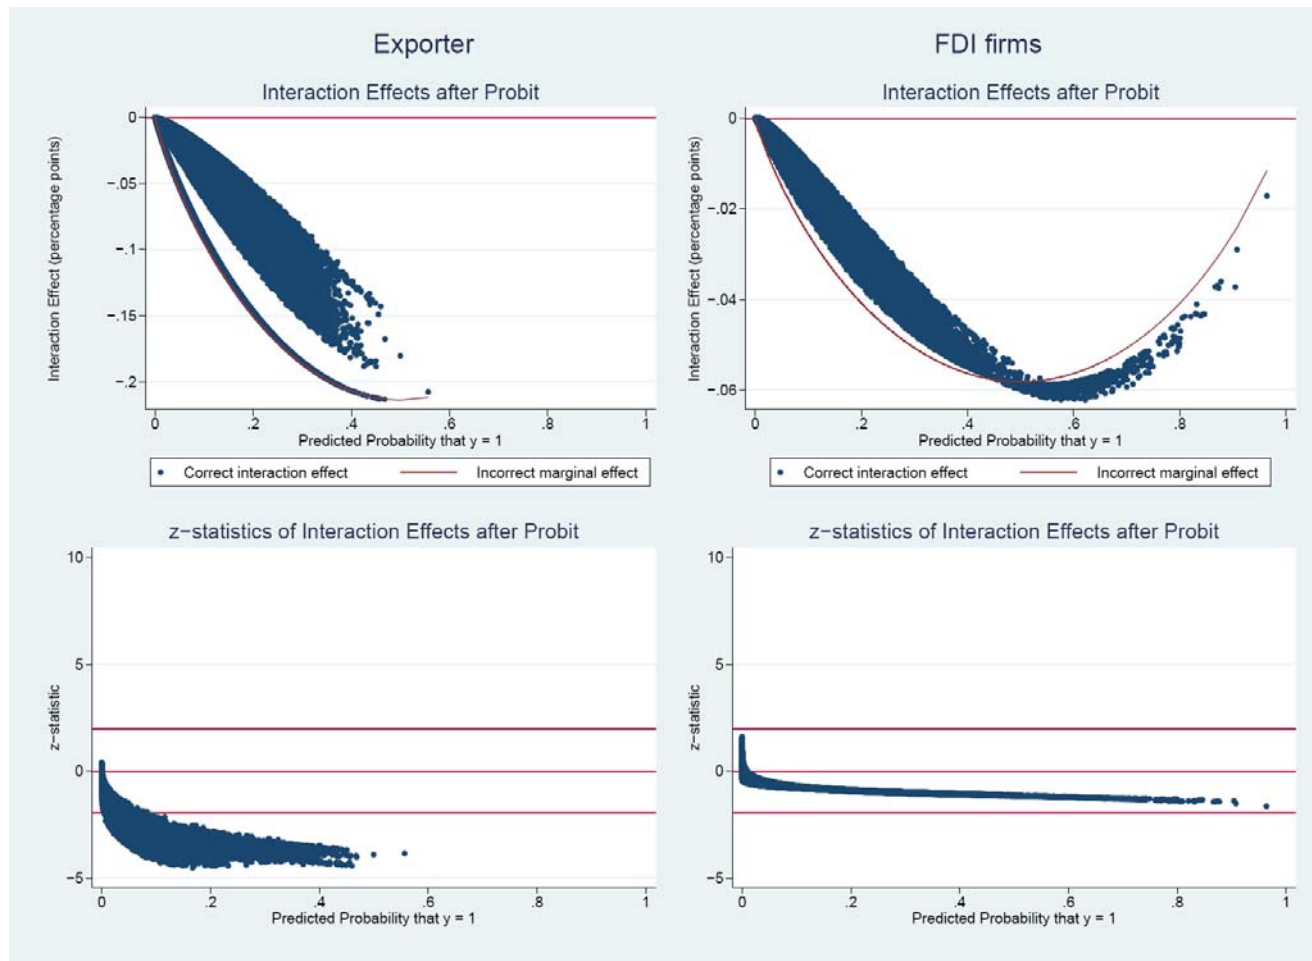 Exporter
FDI firms
Interaction Effects after Probit
Interaction Effect (percentage points)
0
−.05
−.1
−.15
−.2
0 .2 .4 .6 .8 1
Predicted Probability that y = 1
Correct interaction effect Incorrect marginal effect
Interaction Effects after Probit
Interaction Effect (percentage points)
0
−.02
−.04
−.06
0 .2 .4 .6 .8 1
Predicted Probability that y = 1
Correct interaction effect Incorrect marginal effect
z−statistics of Interaction Effects after Probit
z−statistic
10
5
0
−5
0 .2 .4 .6 .8 1
Predicted Probability that y = 1
z−statistics of Interaction Effects after Probit
z−statistic
10
5
0
−5
0 .2 .4 .6 .8 1
Predicted Probability that y = 1